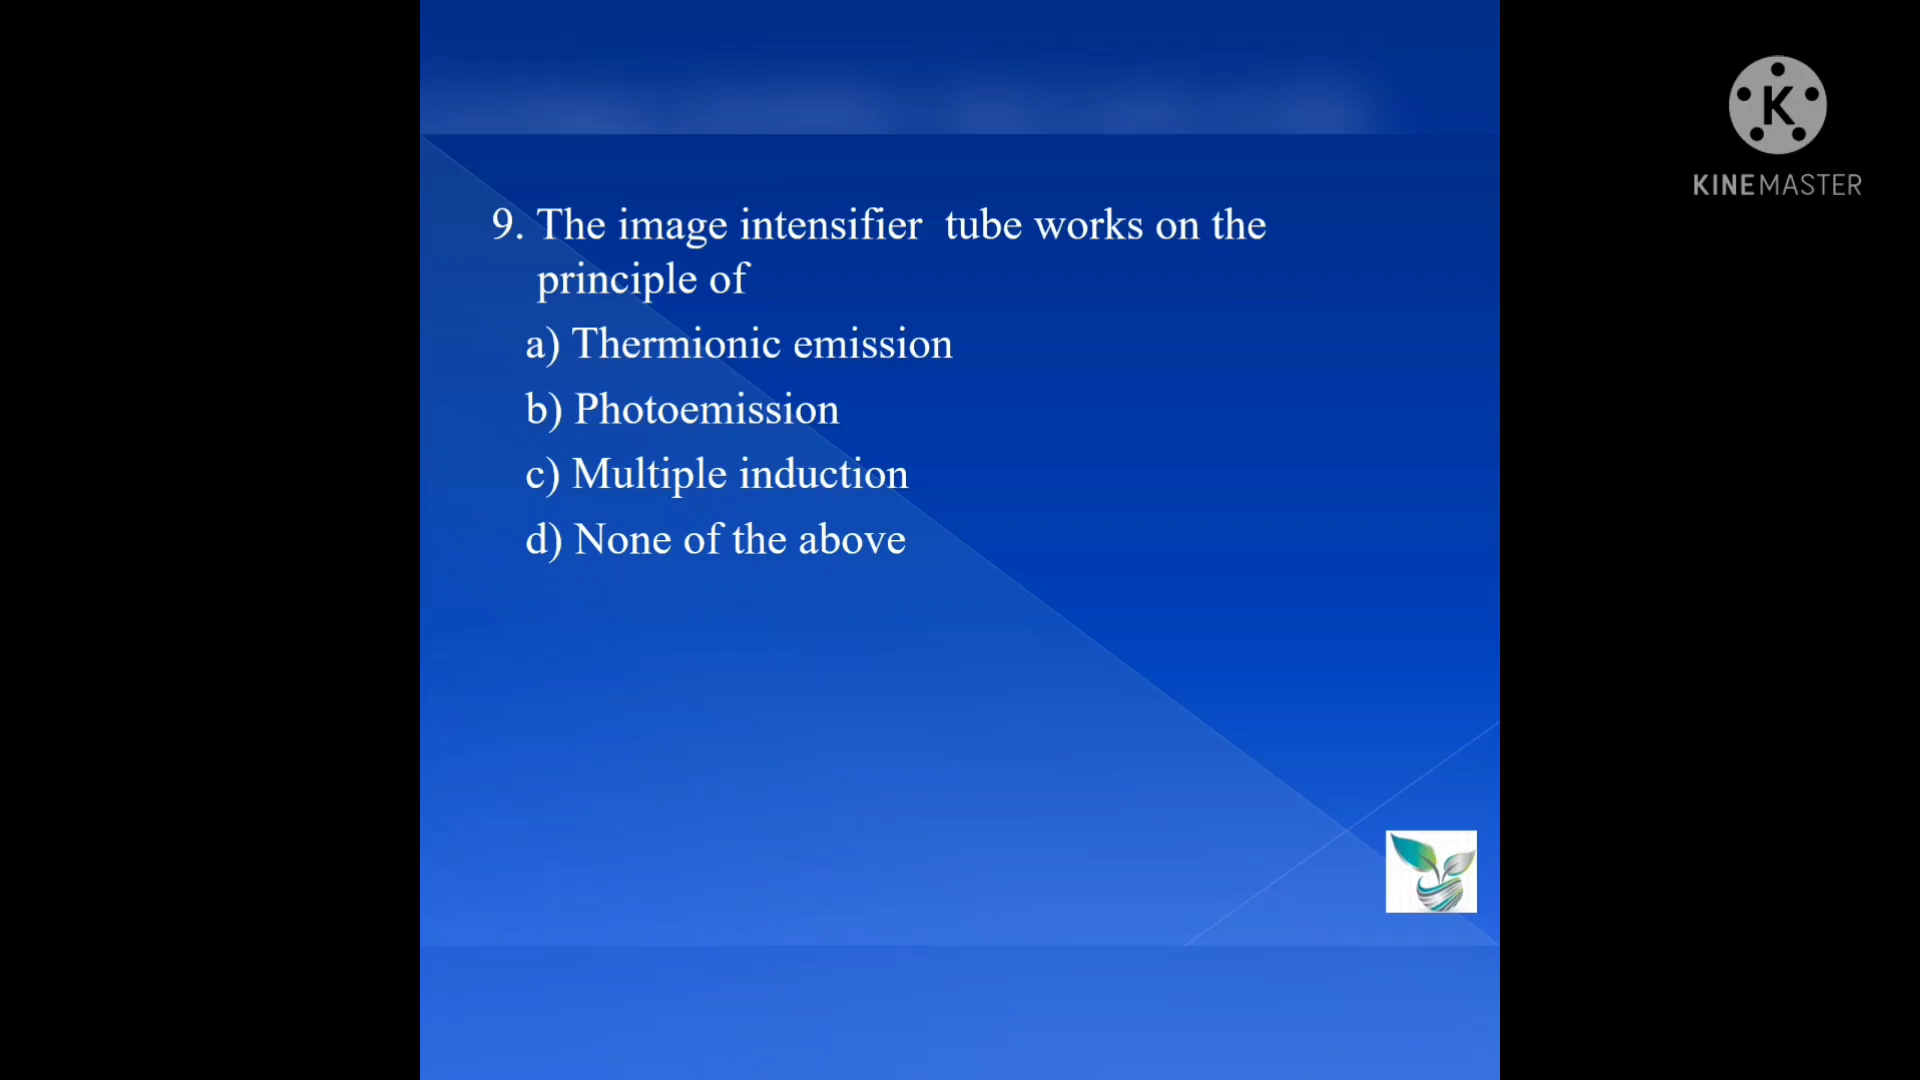 K
KINEMASTER
9. The image intensifier tube works on the
principle of
a) Thermionic emission
b) Photoemission
c) Multiple induction
d) None of the above